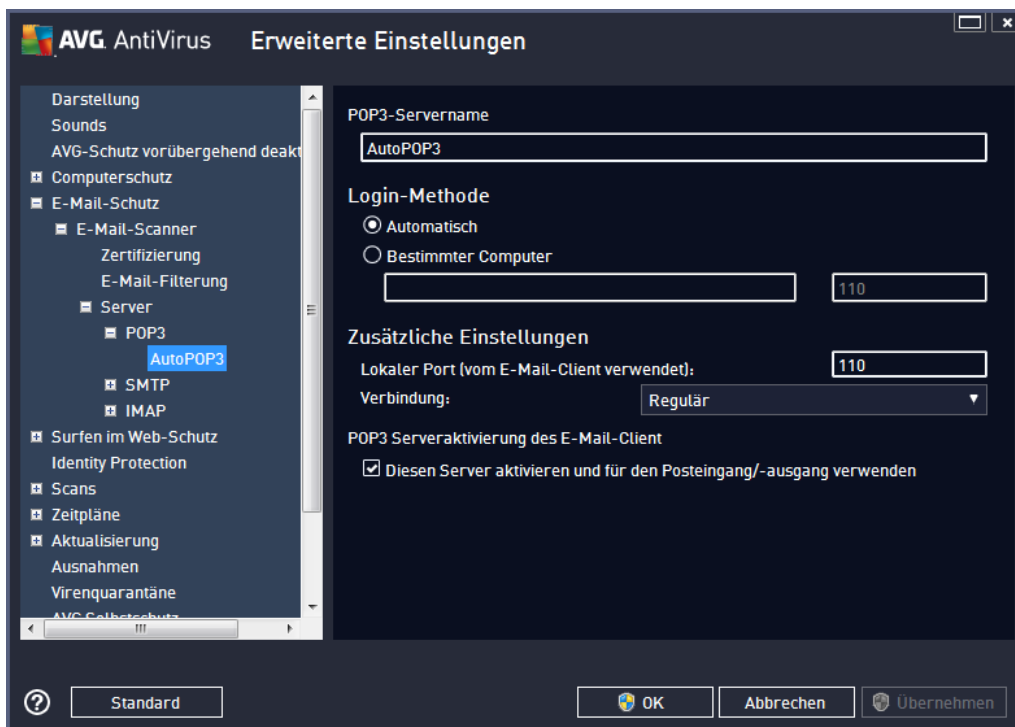 AVG AntiVirus Erweiterte Einstellungen
Darstellung
Sounds
AVG-Schutz vorübergehend deakt
Computerschutz
E-Mail-Schutz
E-Mail-Scanner
Zertifizierung
E-Mail-Filterung
Server
POP3
AutoPOP3
SMTP
IMAP
Surfen im Web-Schutz
Identity Protection
Scans
Zeitpläne
Aktualisierung
Ausnahmen
Virenquarantäne
AVG Selbstschutz
POP3-Servername
AutoPOP3
Login-Methode
Automatisch
Bestimmter Computer
110
Zusätzliche Einstellungen
Lokaler Port (vom E-Mail-Client verwendet): 110
Verbindung: Regulär
POP3 Serveraktivierung des E-Mail-Client
Diesen Server aktivieren und für den Posteingang/-ausgang verwenden
Standard OK Abbrechen Übernehmen